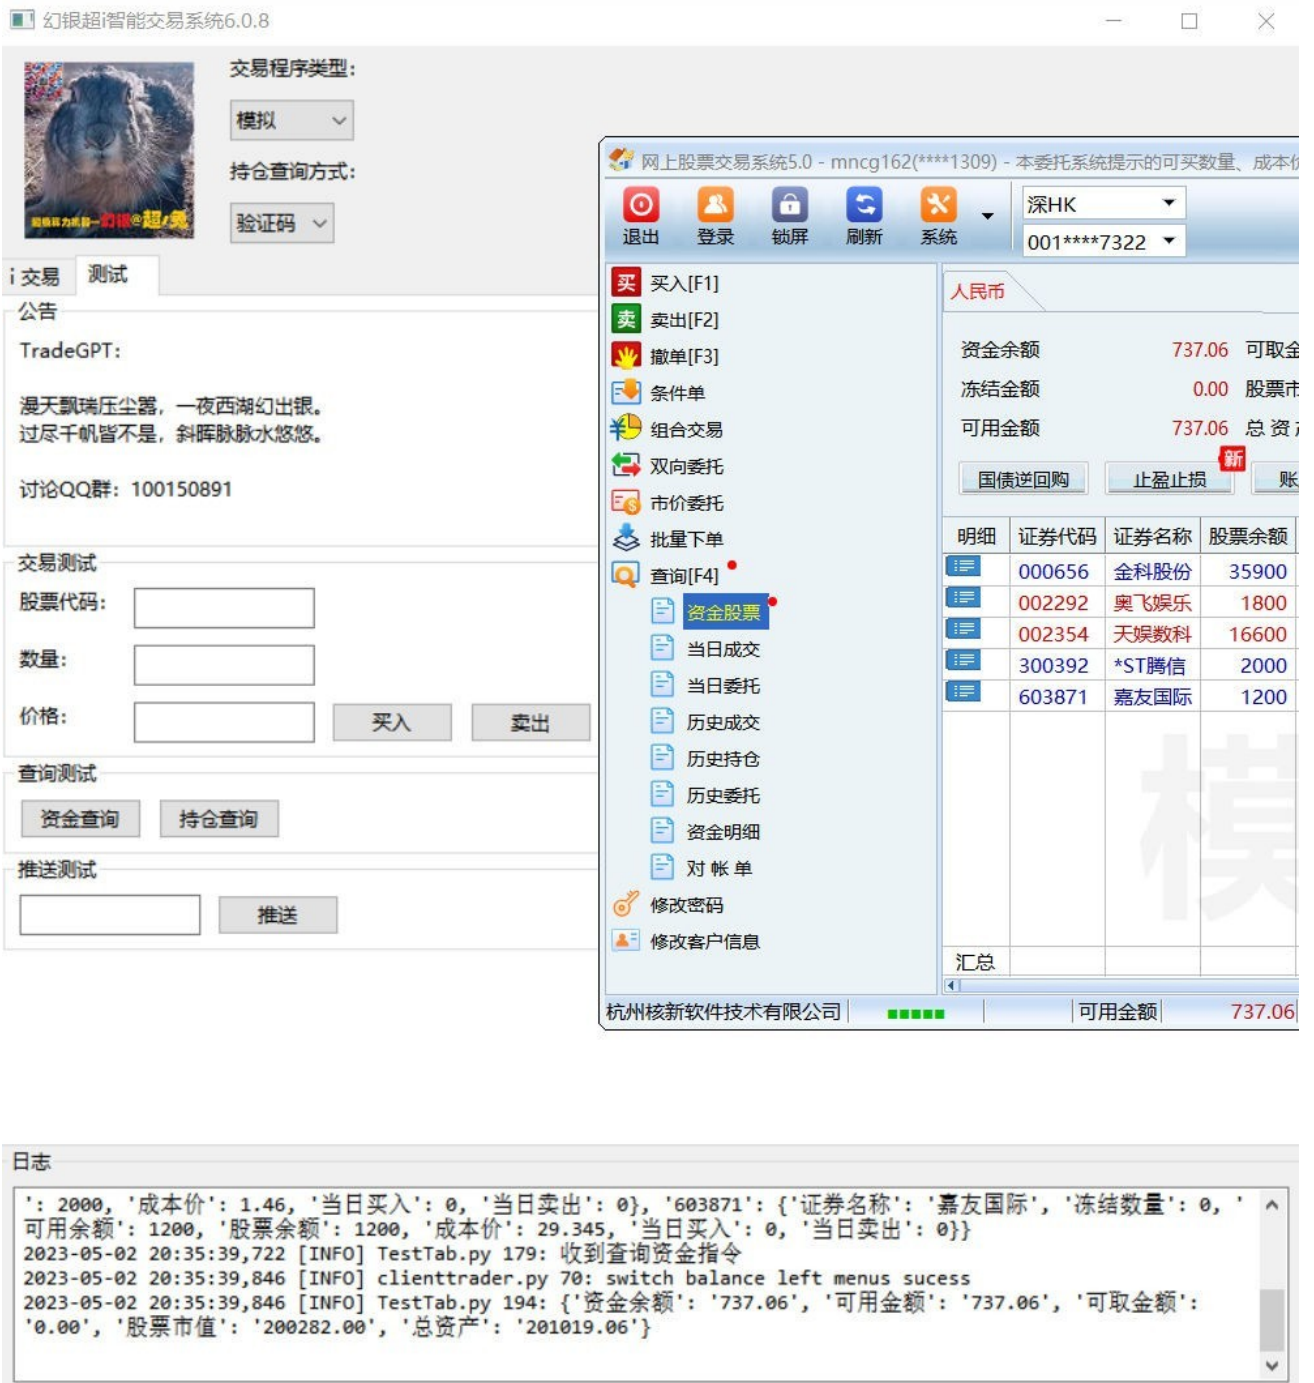 幻银超i智能交易系统6.0.8
交易程序类型：
模拟
持仓查询方式：
验证码
i 交易
测试
公告
TradeGPT：
漫天飘瑞压尘嚣，一夜西湖幻出银。
过尽千帆皆不是，斜晖脉脉水悠悠。
讨论QQ群：100150891
交易测试
股票代码：
数量：
价格：
买入
卖出
查询测试
资金查询
持仓查询
推送测试
推送
网上股票交易系统5.0 - mncg162(****1309) - 本委托系统提示的可买数量、成本价
退出
登录
锁屏
刷新
系统
深HK
001****7322
买 买入[F1]
卖 卖出[F2]
撤单[F3]
条件单
组合交易
双向委托
市价委托
批量下单
查询[F4]
资金股票
当日成交
当日委托
历史成交
历史持仓
历史委托
资金明细
对 帐 单
修改密码
修改客户信息
人民币
资金余额 737.06 可取金
冻结金额 0.00 股票市
可用金额 737.06 总 资 产
国债逆回购
止盈止损
新
账
明细 证券代码 证券名称 股票余额
000656 金科股份 35900
002292 奥飞娱乐 1800
002354 天娱数科 16600
300392 *ST腾信 2000
603871 嘉友国际 1200
模
汇总
杭州核新软件技术有限公司
可用金额 737.06
日志
': 2000, '成本价': 1.46, '当日买入': 0, '当日卖出': 0}, '603871': {'证券名称': '嘉友国际', '冻结数量': 0, '
可用余额': 1200, '股票余额': 1200, '成本价': 29.345, '当日买入': 0, '当日卖出': 0}}
2023-05-02 20:35:39,722 [INFO] TestTab.py 179: 收到查询资金指令
2023-05-02 20:35:39,846 [INFO] clienttrader.py 70: switch balance left menus sucess
2023-05-02 20:35:39,846 [INFO] TestTab.py 194: {'资金余额': '737.06', '可用金额': '737.06', '可取金额':
'0.00', '股票市值': '200282.00', '总资产': '201019.06'}